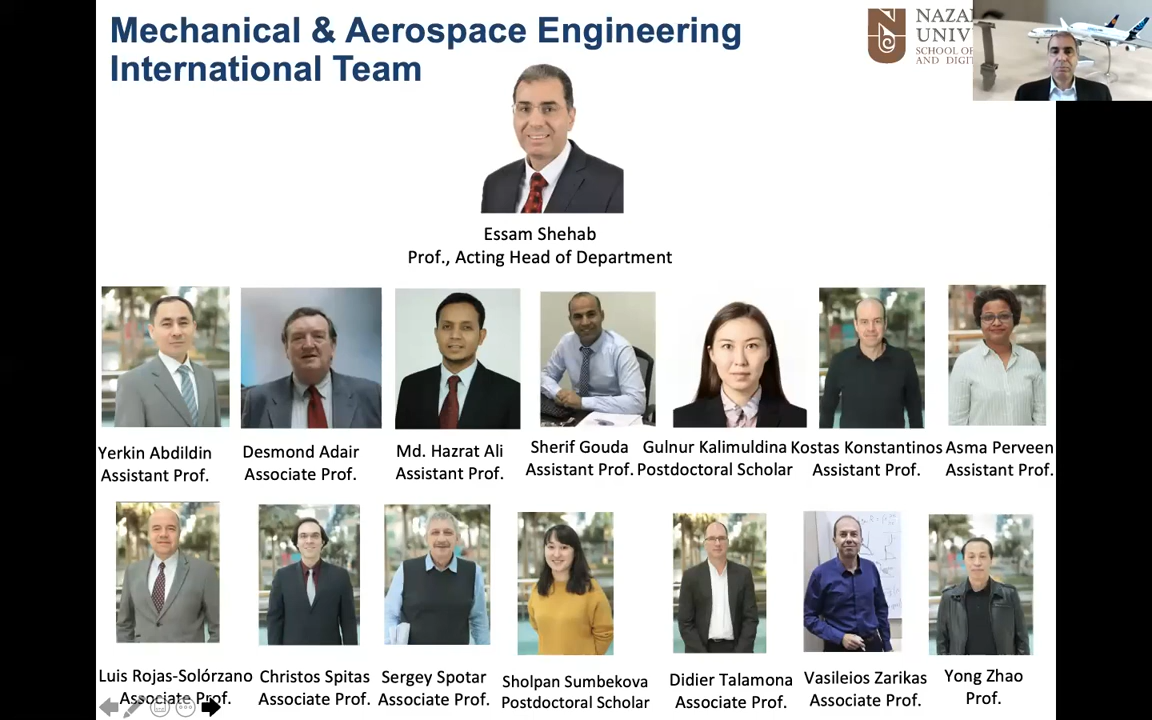 Mechanical & Aerospace Engineering
International Team
SCHOOL OF
Essam Shehab
Prof., Acting Head of Department
Yerkin Abdildin
Assistant Prof.
Desmond Adair
Associate Prof.
Md. Hazrat Ali
Assistant Prof.
Sherif Gouda
Assistant Prof.
Gulnur Kalimuldina
Postdoctoral Scholar
Kostas Konstantinos
Assistant Prof.
Asma Perveen
Assistant Prof.
Luis Rojas-Solórzano
Associate Prof.
Christos Spitas
Associate Prof.
Sergey Spotar
Associate Prof.
Sholpan Sumbekova
Postdoctoral Scholar
Didier Talamona
Associate Prof.
Vasileios Zarikas
Associate Prof.
Yong Zhao
Prof.